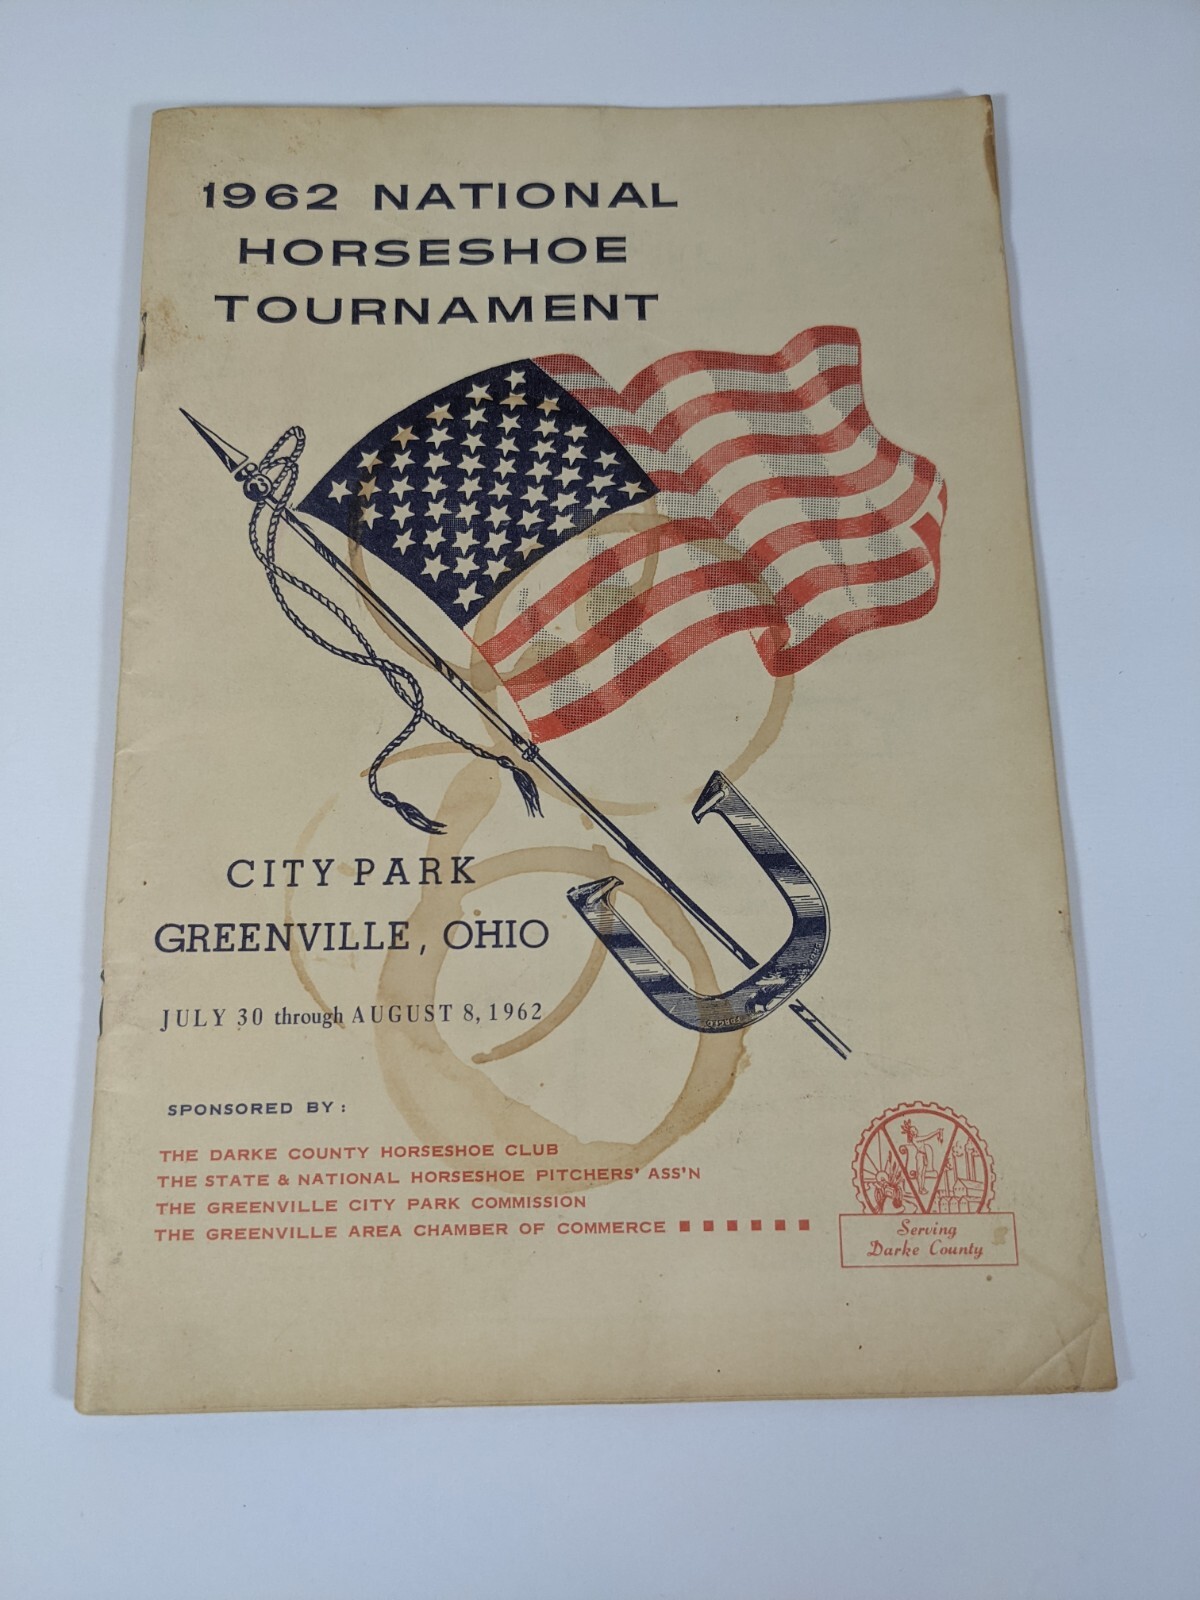 1962 NATIONAL
HORSESHOE
TOURNAMENT
CITY PARK
GREENVILLE, OHIO
JULY 30 through AUGUST 8, 1962
SPONSORED BY:
THE DARKE COUNTY HORSESHOE CLUB
THE STATE & NATIONAL HORSESHOE PITCHERS' ASS'N
THE GREENVILLE CITY PARK COMMISSION
THE GREENVILLE AREA CHAMBER OF COMMERCE
Serving
Darke County